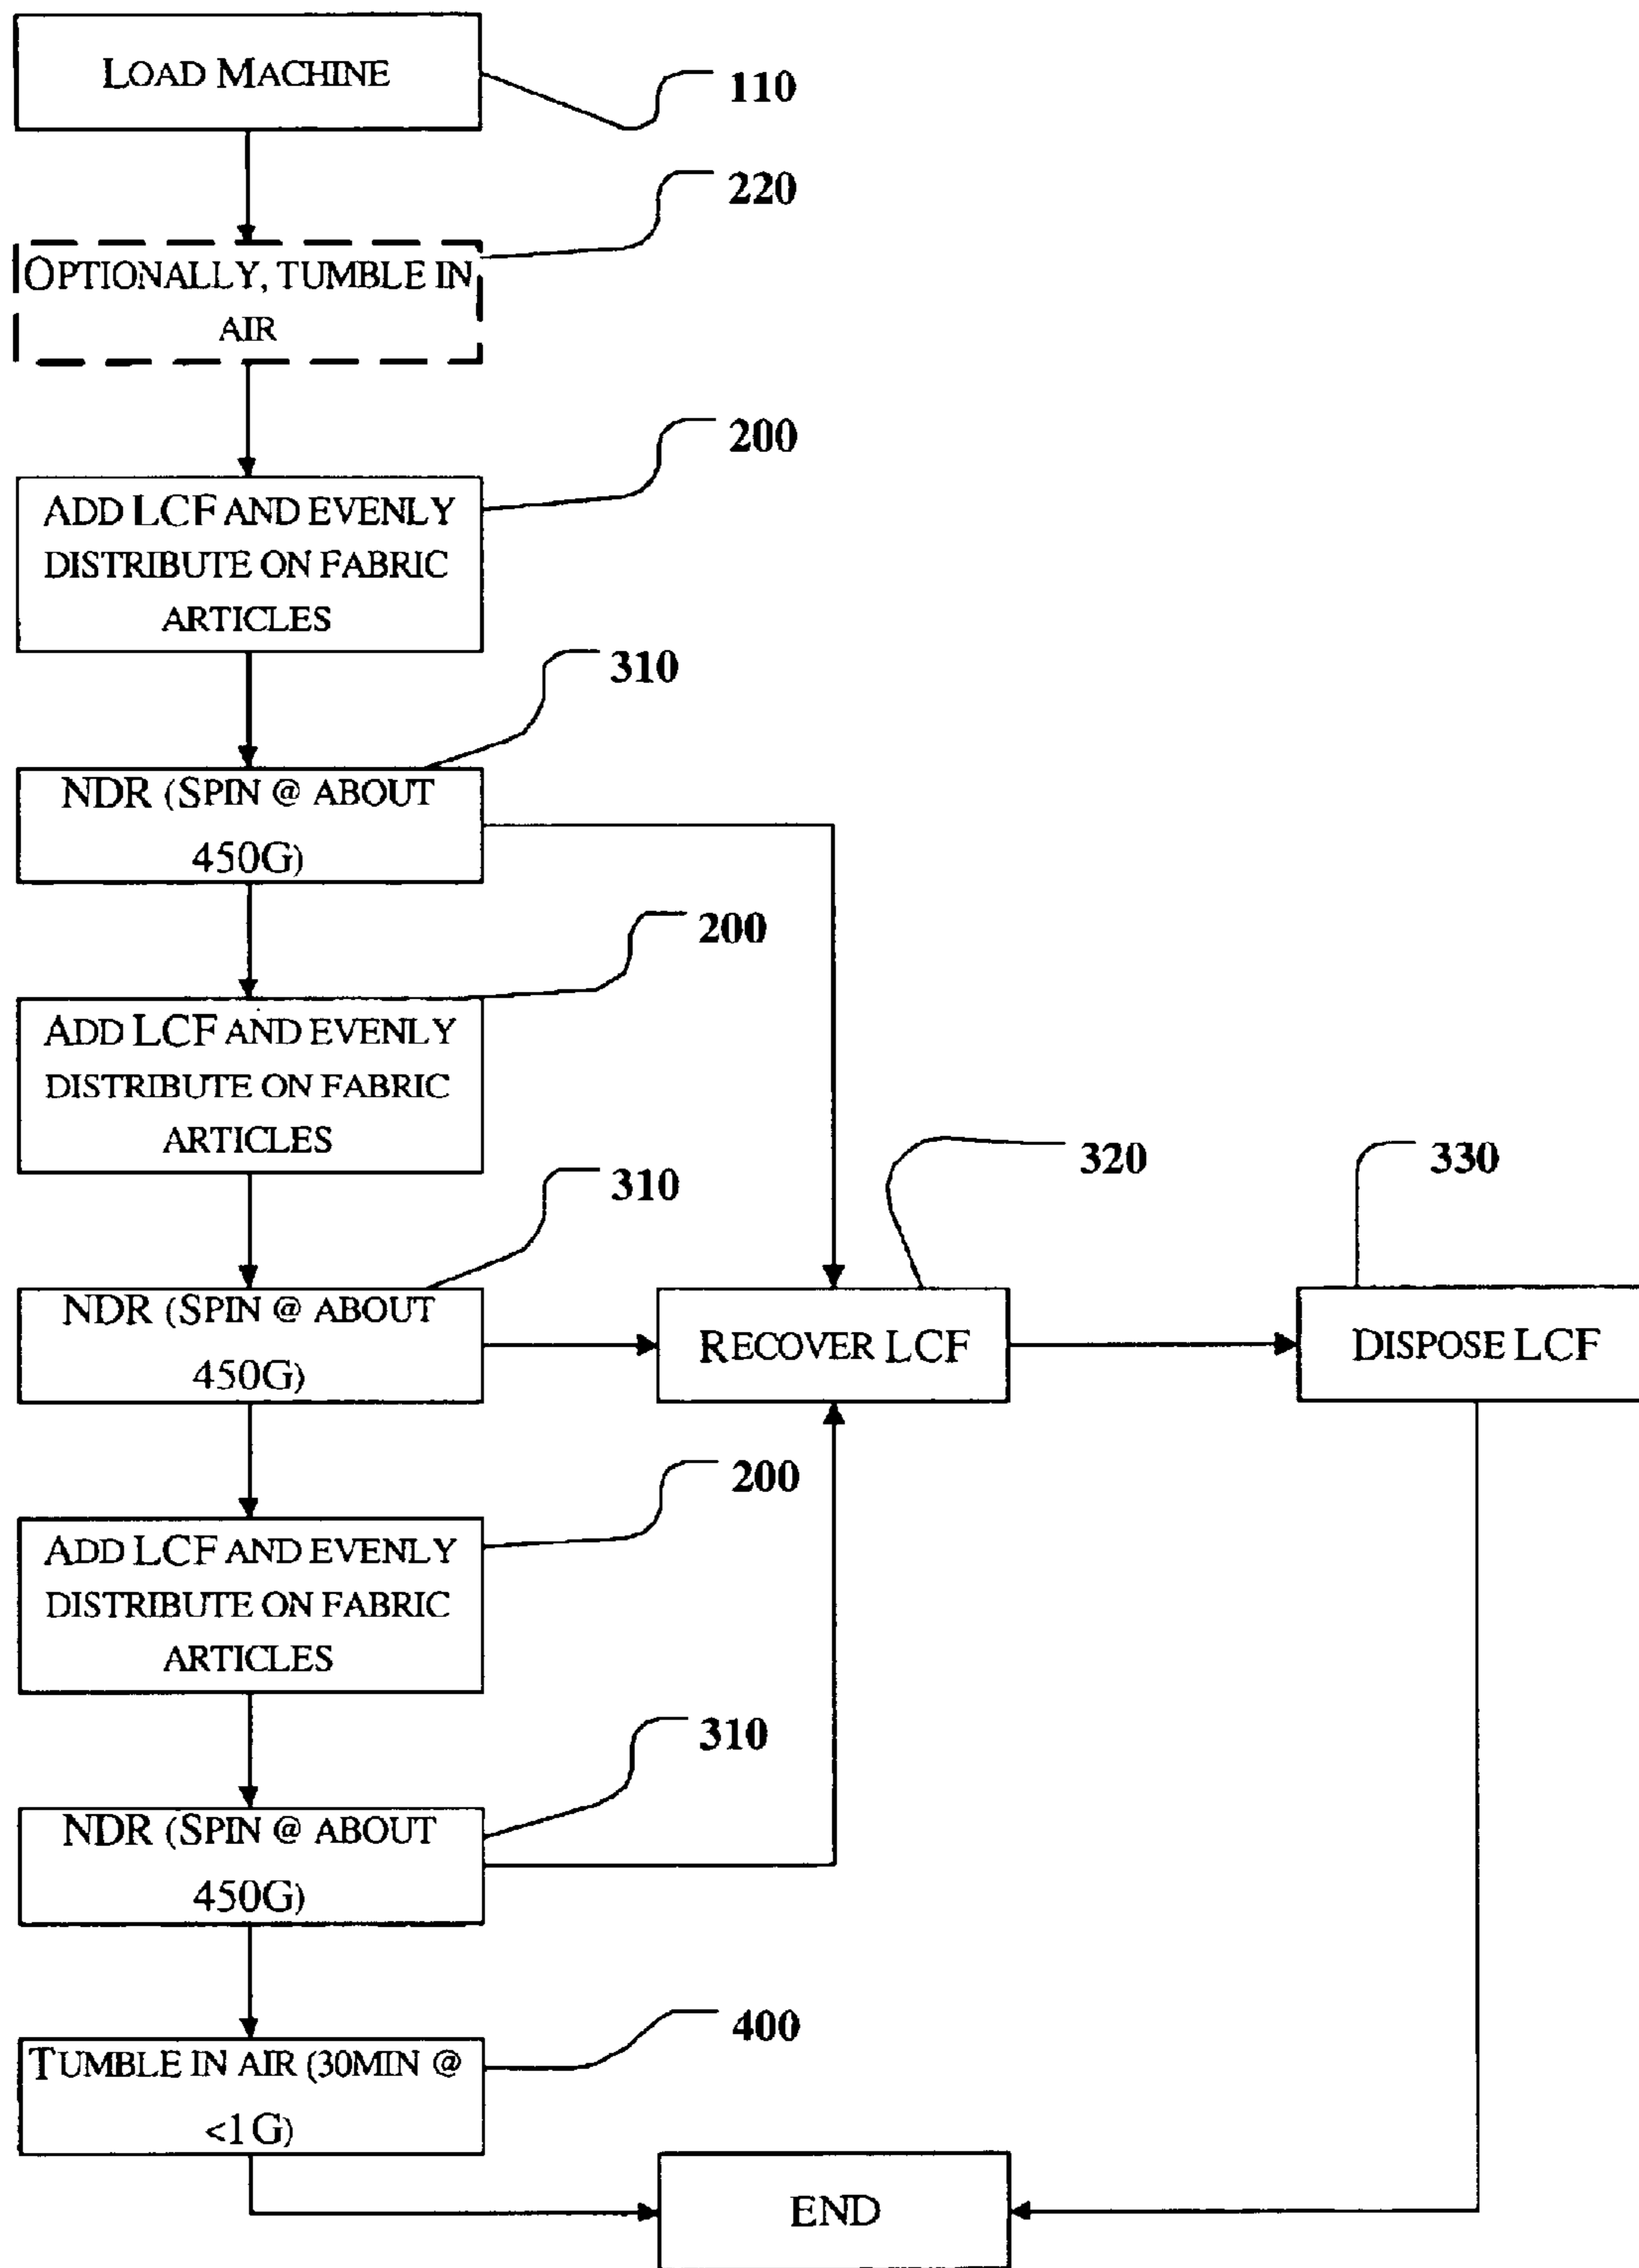 LOAD MACHINE
110
220
OPTIONALLY, TUMBLE IN
AIR
200
ADD LCF AND EVENLY
DISTRIBUTE ON FABRIC
ARTICLES
310
NDR (SPIN @ ABOUT
450G)
200
ADD LCF AND EVENLY
DISTRIBUTE ON FABRIC
ARTICLES
310
320
330
NDR (SPIN @ ABOUT
450G)
RECOVER LCF
DISPOSE LCF
200
ADD LCF AND EVENLY
DISTRIBUTE ON FABRIC
ARTICLES
310
NDR (SPIN @ ABOUT
450G)
400
TUMBLE IN AIR (30MIN @
<1G)
END